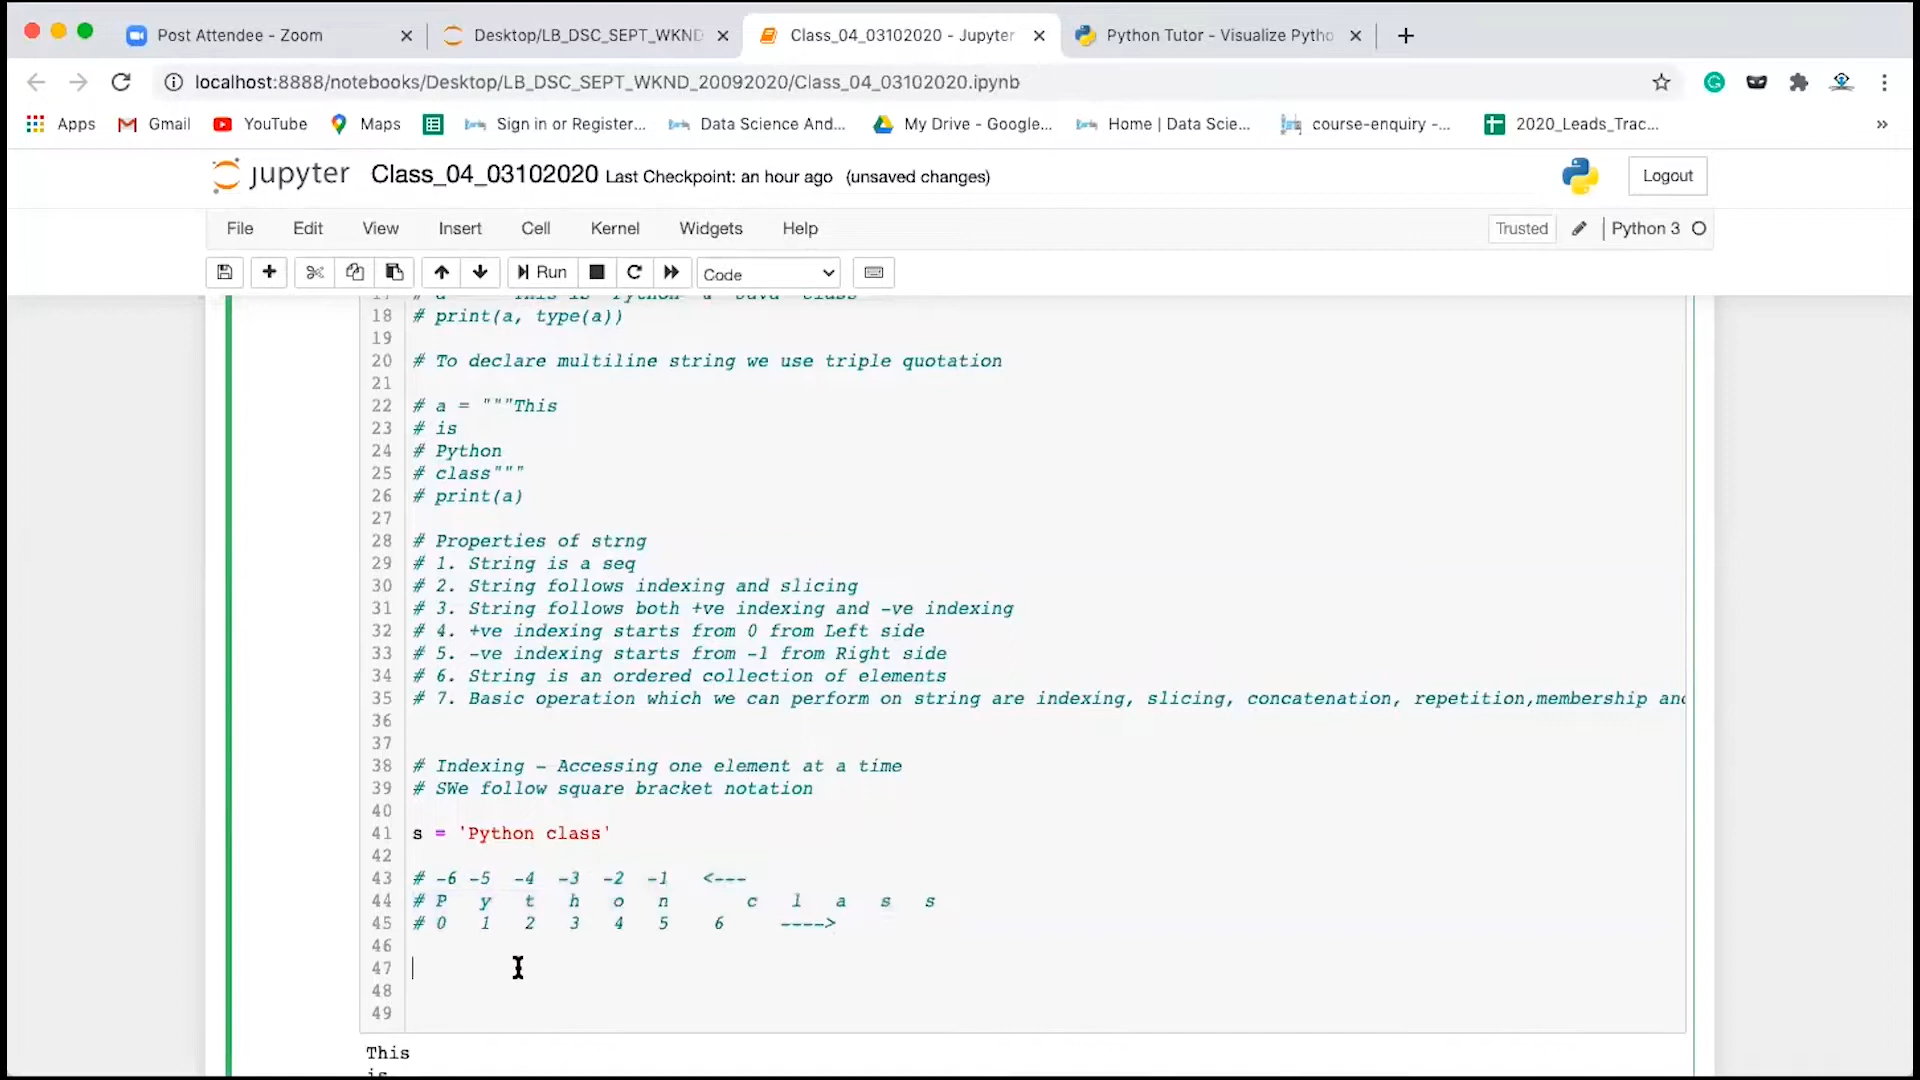 Post Attendee - Zoom
Desktop/LB_DSC_SEPT_WKND
Class_04_03102020 - Jupyter
Python Tutor - Visualize Pytho
localhost:8888/notebooks/Desktop/LB_DSC_SEPT_WKND_20092020/Class_04_03102020.ipynb
Apps Gmail YouTube Maps Sign in or Register... Data Science And... My Drive - Google... Home | Data Scie... course-enquiry -... 2020_Leads_Trac... »
jupyter Class_04_03102020 Last Checkpoint: an hour ago (unsaved changes) Logout
File Edit View Insert Cell Kernel Widgets Help Trusted Python 3
Run Code
18 # print(a, type(a))
19
20 # To declare multiline string we use triple quotation
21
22 # a = """This
23 # is
24 # Python
25 # class"""
26 # print(a)
27
28 # Properties of strng
29 # 1. String is a seq
30 # 2. String follows indexing and slicing
31 # 3. String follows both +ve indexing and -ve indexing
32 # 4. +ve indexing starts from 0 from Left side
33 # 5. -ve indexing starts from -1 from Right side
34 # 6. String is an ordered collection of elements
35 # 7. Basic operation which we can perform on string are indexing, slicing, concatenation, repetition,membership and
36
37
38 # Indexing - Accessing one element at a time
39 # SWe follow square bracket notation
40
41 s = 'Python class'
42
43 # -6 -5 -4 -3 -2 -1 <---
44 # P y t h o n c l a s s
45 # 0 1 2 3 4 5 6 ---->
46
47
48
49
This
is